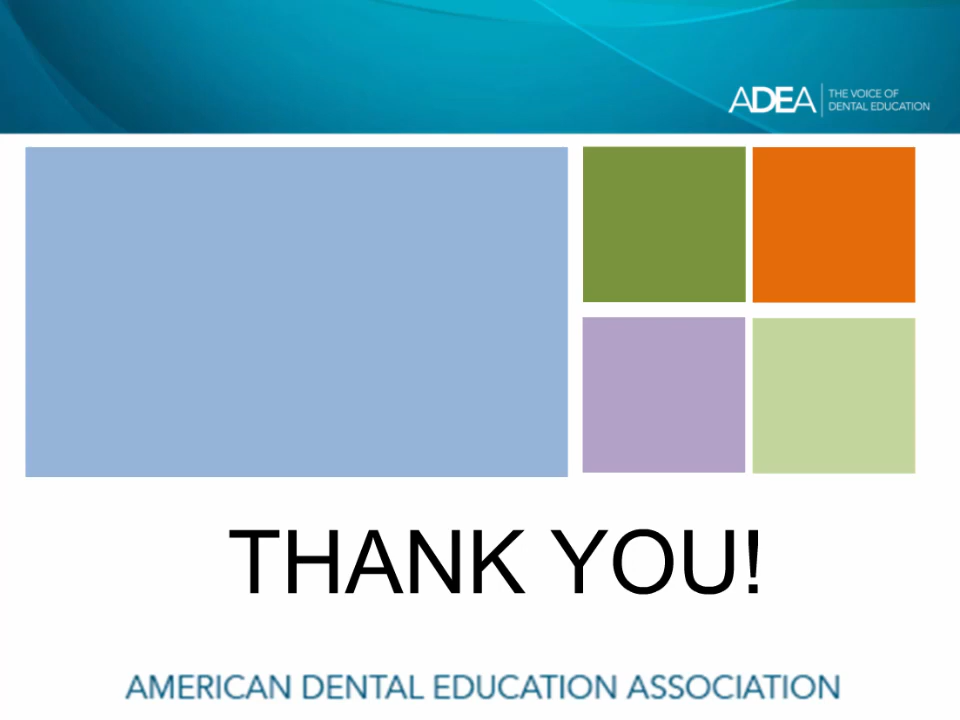 ADEA
THE VOICE OF
DENTAL EDUCATION
THANK YOU!
AMERICAN DENTAL EDUCATION ASSOCIATION